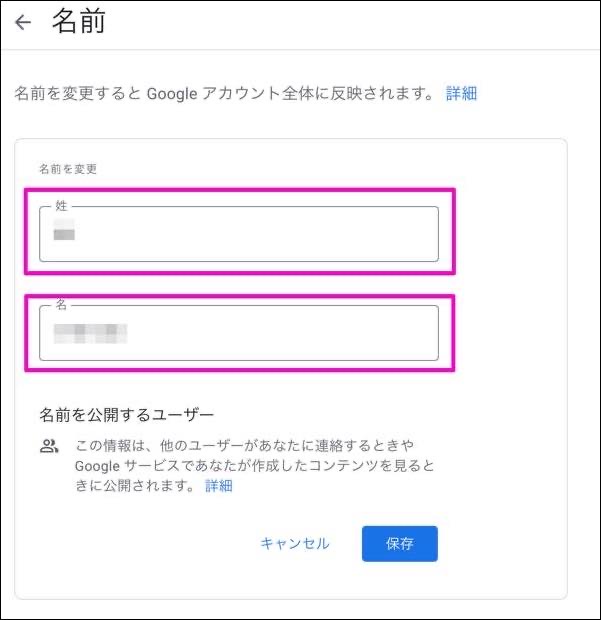 名前
名前を変更すると Google アカウント全体に反映されます。 詳細
名前を変更
姓
名
名前を公開するユーザー
この情報は、他のユーザーがあなたに連絡するときや
Google サービスであなたが作成したコンテンツを見ると
きに公開されます。 詳細
キャンセル 保存